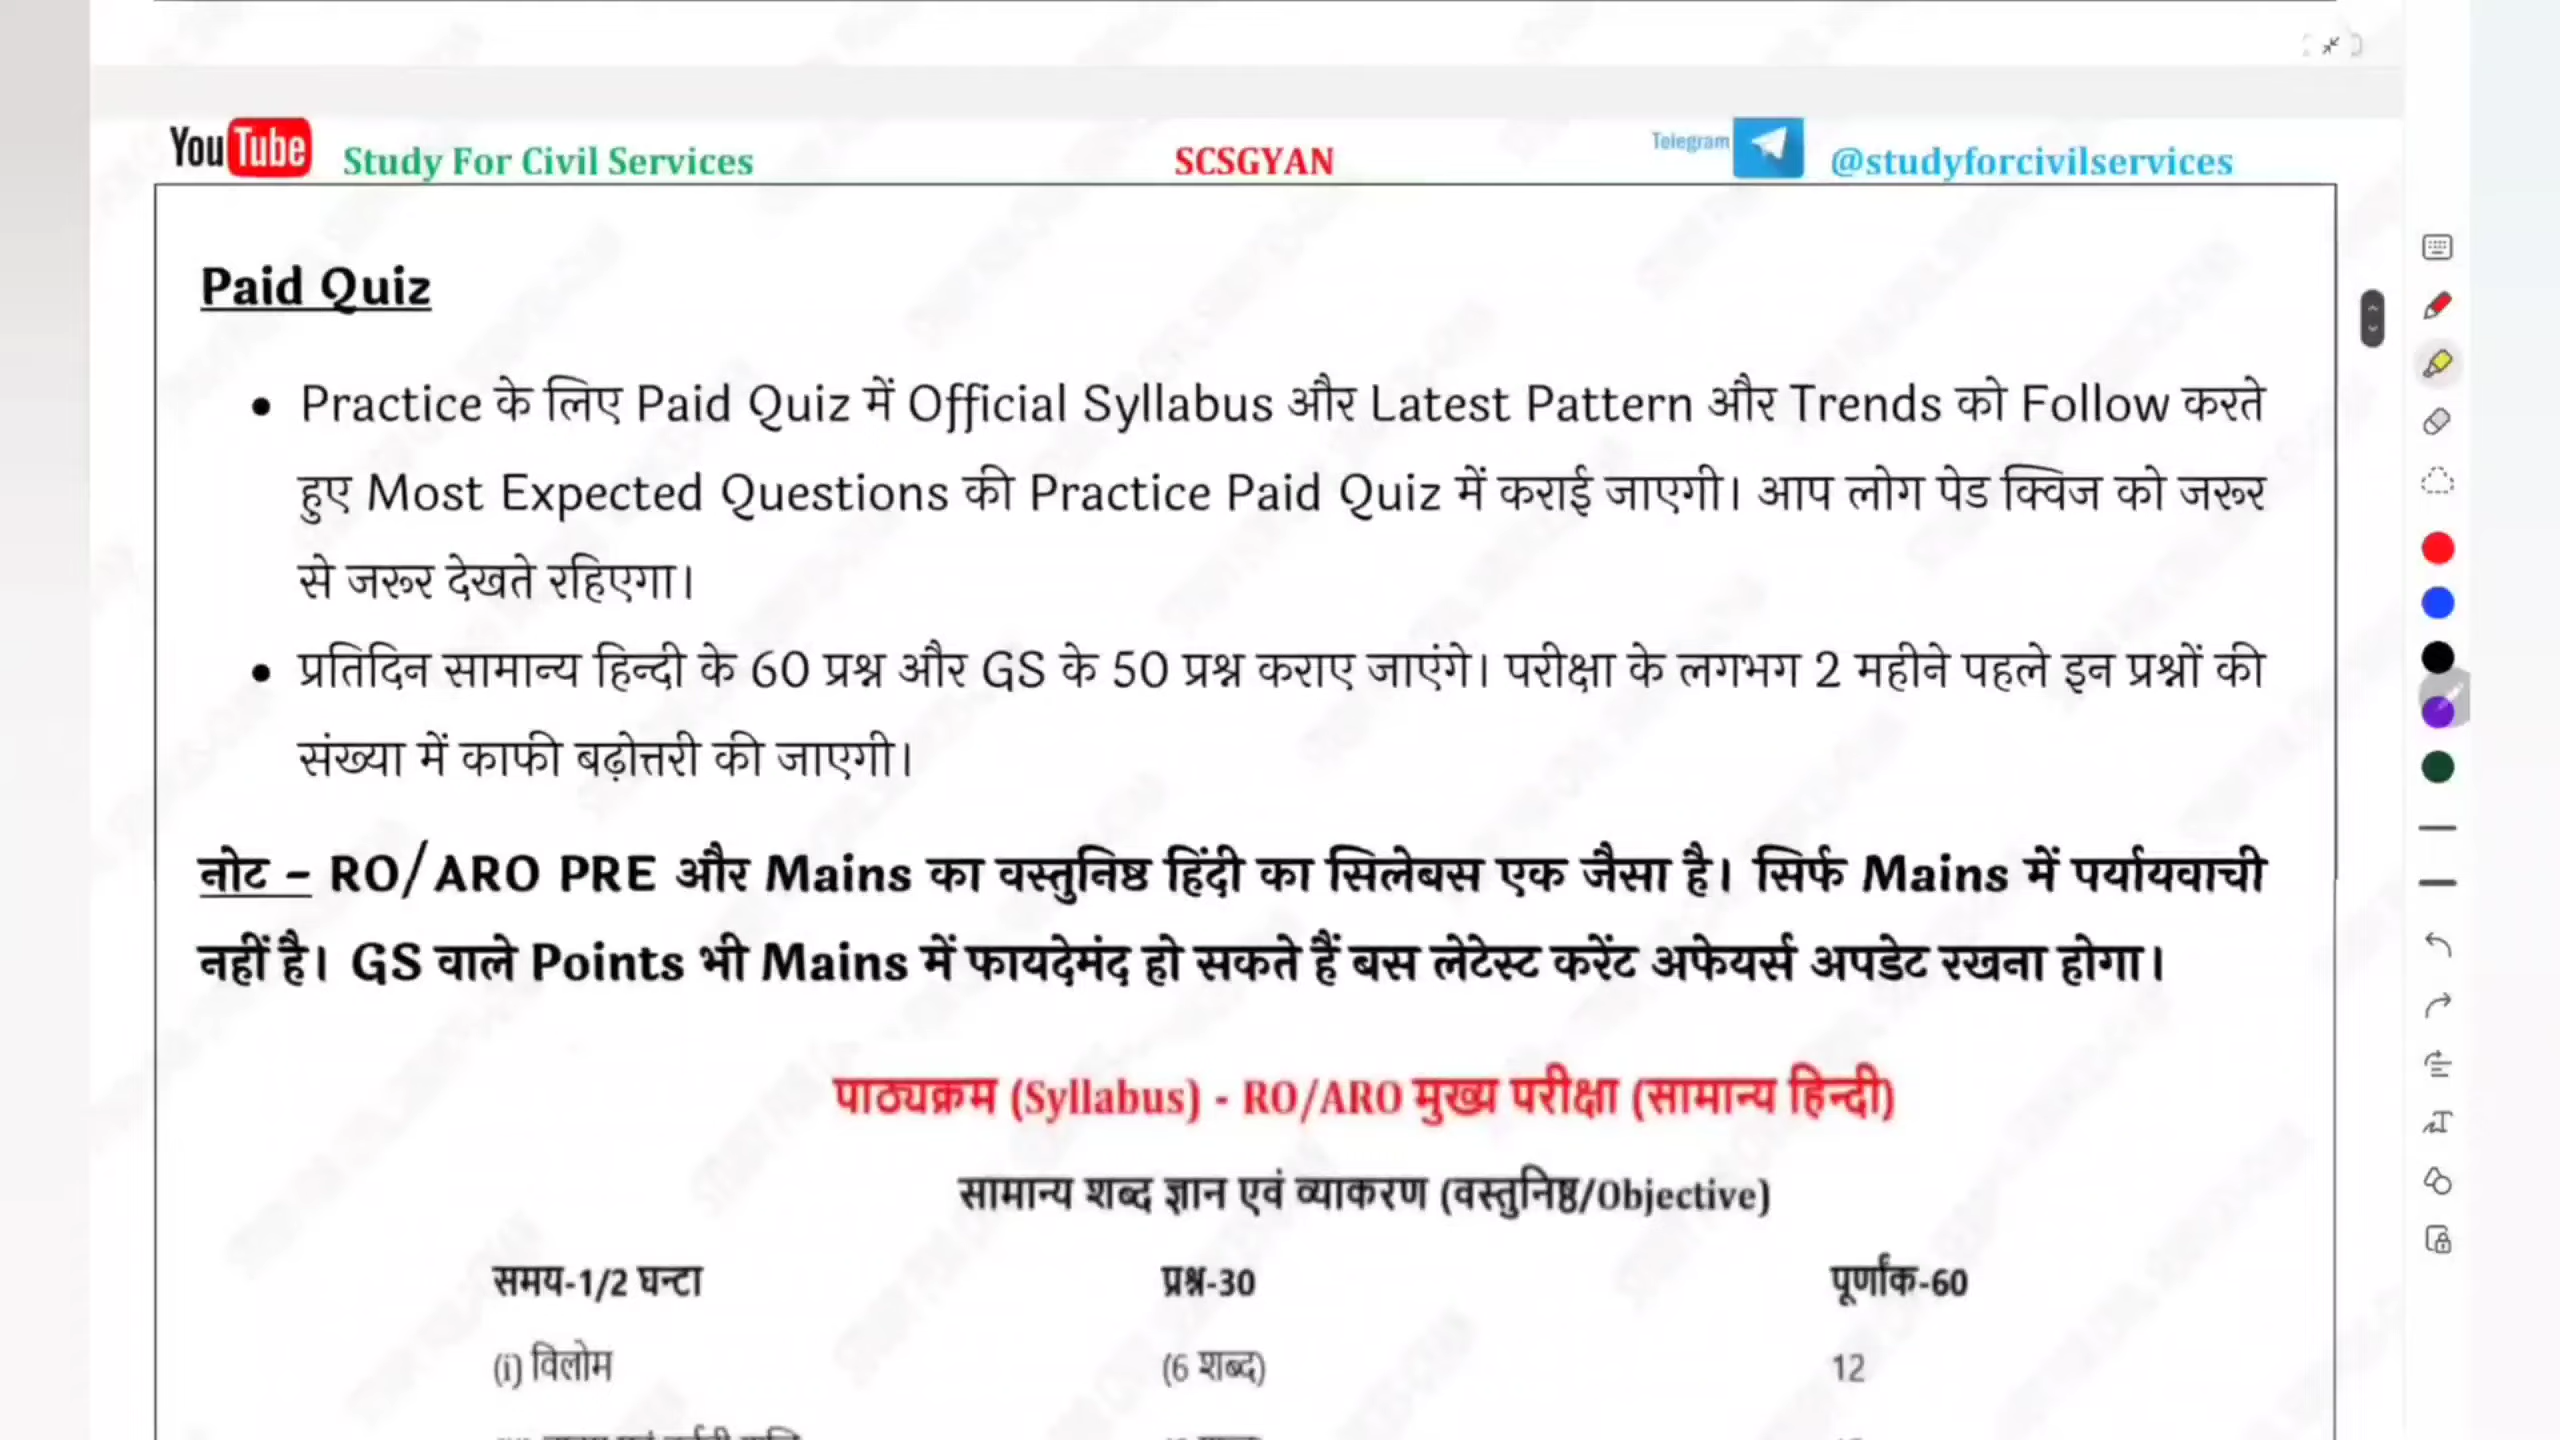 YouTube Study For Civil Services SCSGYAN Telegram @studyforcivilservices
Paid Quiz
• Practice के लिए Paid Quiz में Official Syllabus और Latest Pattern और Trends को Follow करते
हुए Most Expected Questions की Practice Paid Quiz में कराई जाएगी। आप लोग पेड क्विज को जरूर
से जरूर देखते रहिएगा।
• प्रतिदिन सामान्य हिन्दी के 60 प्रश्न और GS के 50 प्रश्न कराए जाएंगे। परीक्षा के लगभग 2 महीने पहले इन प्रश्नों की
संख्या में काफी बढ़ोत्तरी की जाएगी।
नोट – RO/ARO PRE और Mains का वस्तुनिष्ठ हिंदी का सिलेबस एक जैसा है। सिर्फ Mains में पर्यायवाची
नहीं है। GS वाले Points भी Mains में फायदेमंद हो सकते हैं बस लेटेस्ट करेंट अफेयर्स अपडेट रखना होगा।
पाठ्यक्रम (Syllabus) - RO/ARO मुख्य परीक्षा (सामान्य हिन्दी)
सामान्य शब्द ज्ञान एवं व्याकरण (वस्तुनिष्ठ/Objective)
समय-1/2 घन्टा प्रश्न-30 पूर्णांक-60
(i) विलोम (6 शब्द) 12